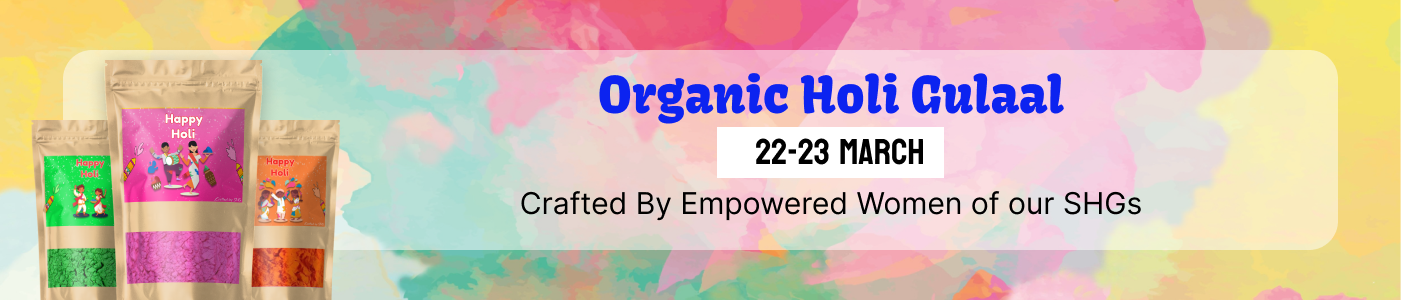 Organic Holi Gulaal
22-23 MARCH
Crafted By Empowered Women of our SHGs
Happy
Holi
Happy
Holi
Happy
Holi